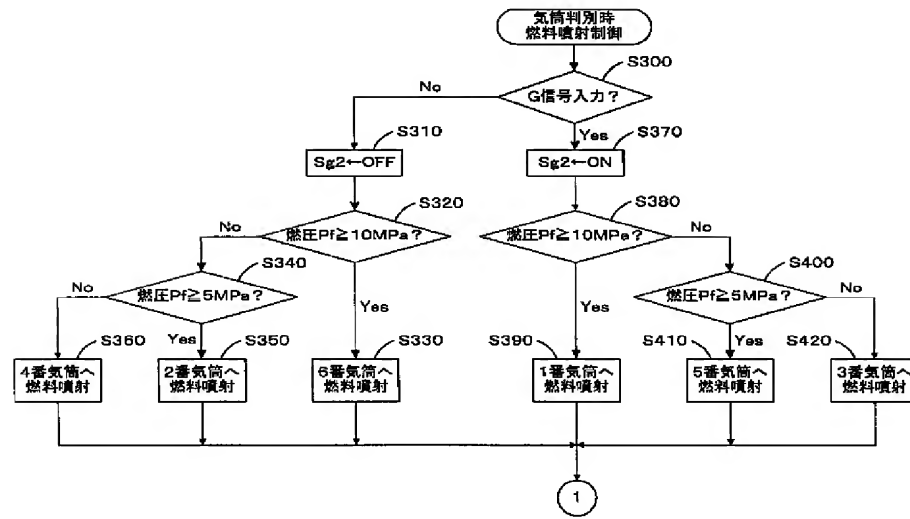 気筒判別時
燃料噴射制御
S300
G信号入力？
No
Yes
S310
Sg2←OFF
S370
Sg2←ON
S320
燃圧Pf≧10MPa？
No
Yes
S380
燃圧Pf≧10MPa？
No
Yes
S340
燃圧Pf≧5MPa？
No
Yes
S400
燃圧Pf≧5MPa？
Yes
No
S360
4番気筒へ
燃料噴射
S350
2番気筒へ
燃料噴射
S330
6番気筒へ
燃料噴射
S390
1番気筒へ
燃料噴射
S410
5番気筒へ
燃料噴射
S420
3番気筒へ
燃料噴射
1